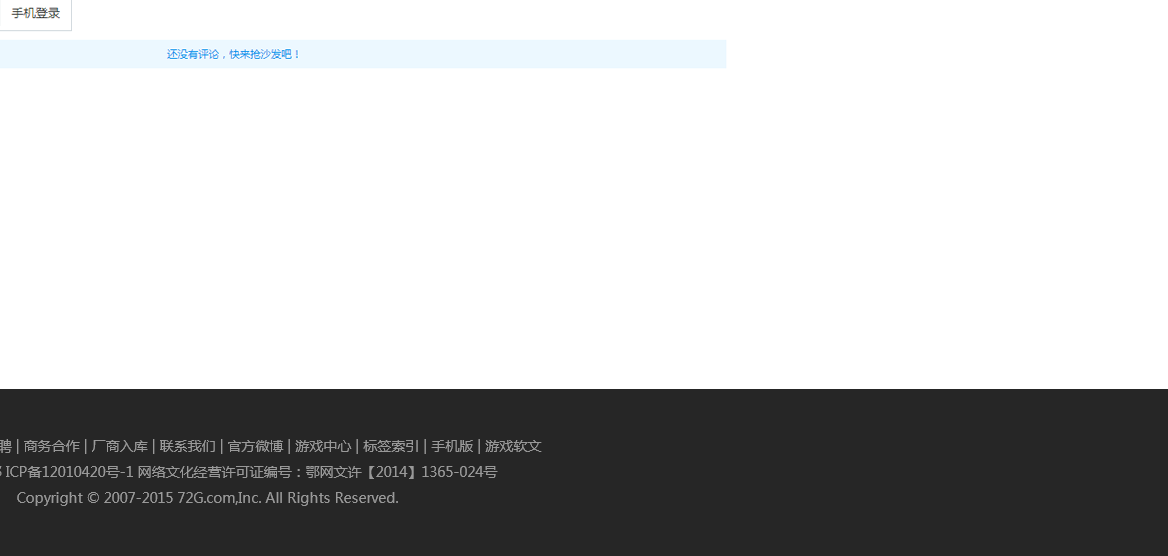 手机登录
还没有评论，快来抢沙发吧！
聘 | 商务合作 | 厂商入库 | 联系我们 | 官方微博 | 游戏中心 | 标签索引 | 手机版 | 游戏软文
ICP备12010420号-1 网络文化经营许可证编号：鄂网文许【2014】1365-024号
Copyright © 2007-2015 72G.com,Inc. All Rights Reserved.